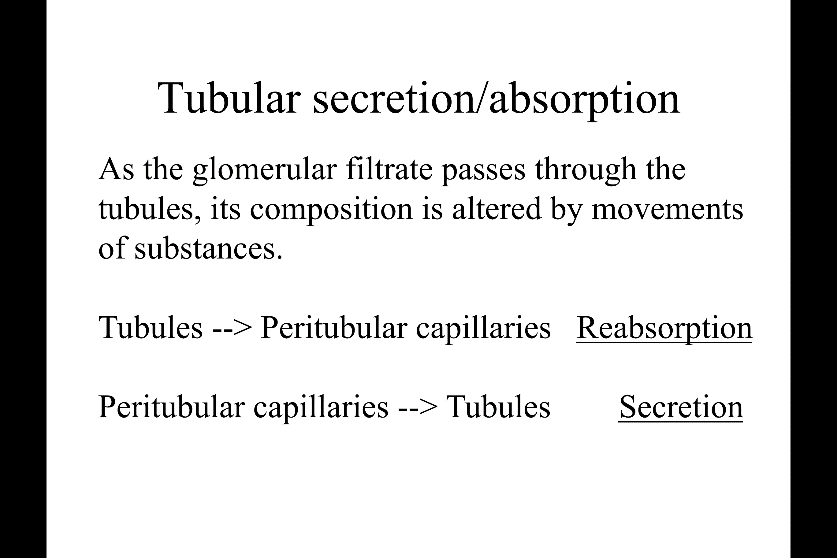 Tubular secretion/absorption
As the glomerular filtrate passes through the
tubules, its composition is altered by movements
of substances.
Tubules --> Peritubular capillaries Reabsorption
Peritubular capillaries --> Tubules Secretion